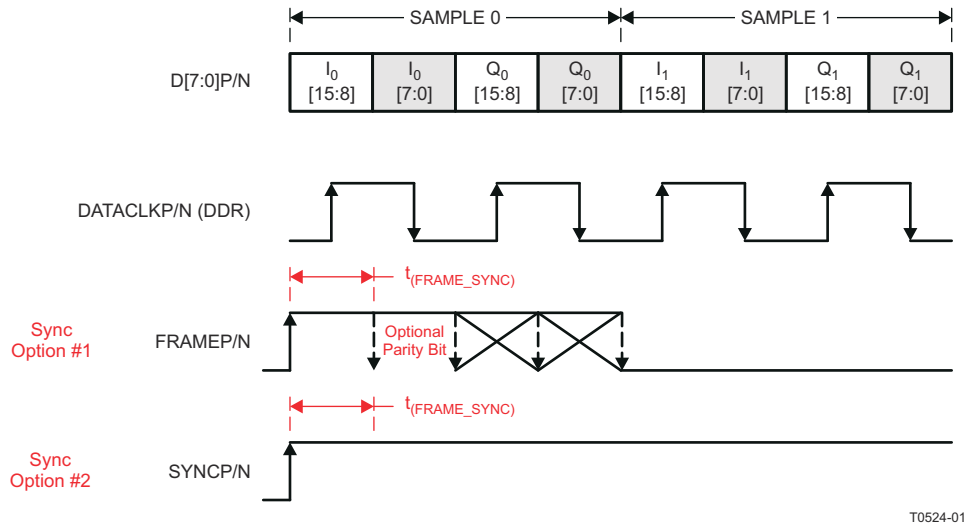 SAMPLE 0
SAMPLE 1
D[7:0]P/N
I0 [15:8]
I0 [7:0]
Q0 [15:8]
Q0 [7:0]
I1 [15:8]
I1 [7:0]
Q1 [15:8]
Q1 [7:0]
DATACLKP/N (DDR)
t(FRAME_SYNC)
Sync
Option #1
FRAMEP/N
Optional
Parity Bit
t(FRAME_SYNC)
Sync
Option #2
SYNCP/N
T0524-01